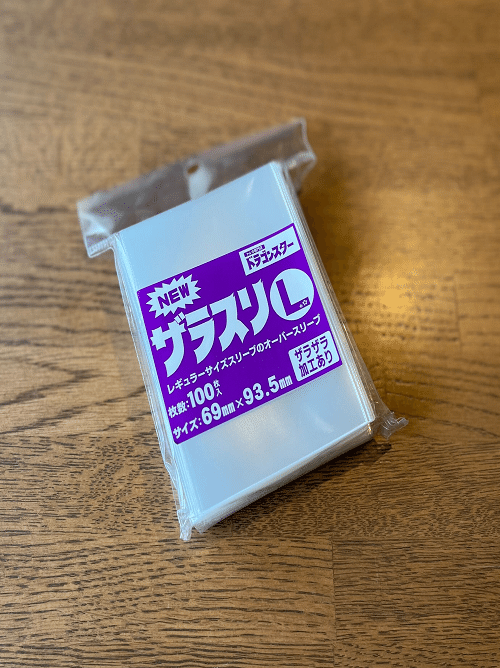 ドラゴンスター
NEW
ザラスリL
レギュラーサイズスリーブのオーバースリーブ
枚数:100枚入
サイズ:69mm×93.5mm
ザラザラ
加工あり